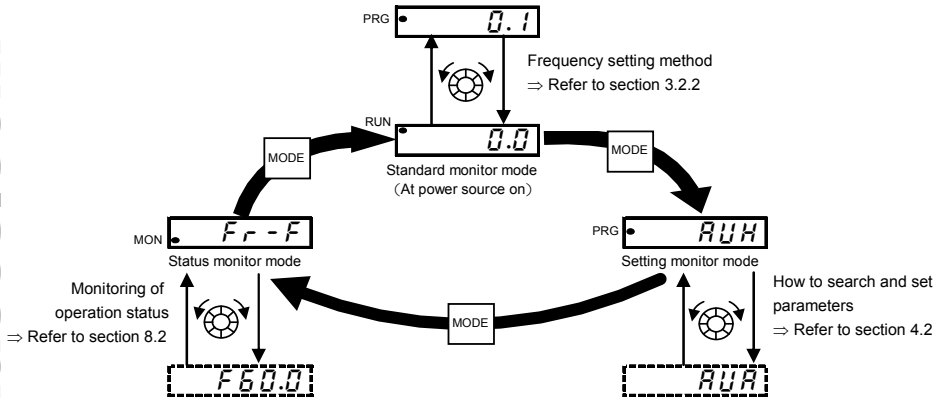 PRG
0.1
Frequency setting method
⇒ Refer to section 3.2.2
RUN
0.0
MODE
MODE
Standard monitor mode
(At power source on)
MON
Fr-F
Status monitor mode
PRG
AUH
Setting monitor mode
Monitoring of
operation status
⇒ Refer to section 8.2
MODE
How to search and set
parameters
⇒ Refer to section 4.2
F60.0
AUA